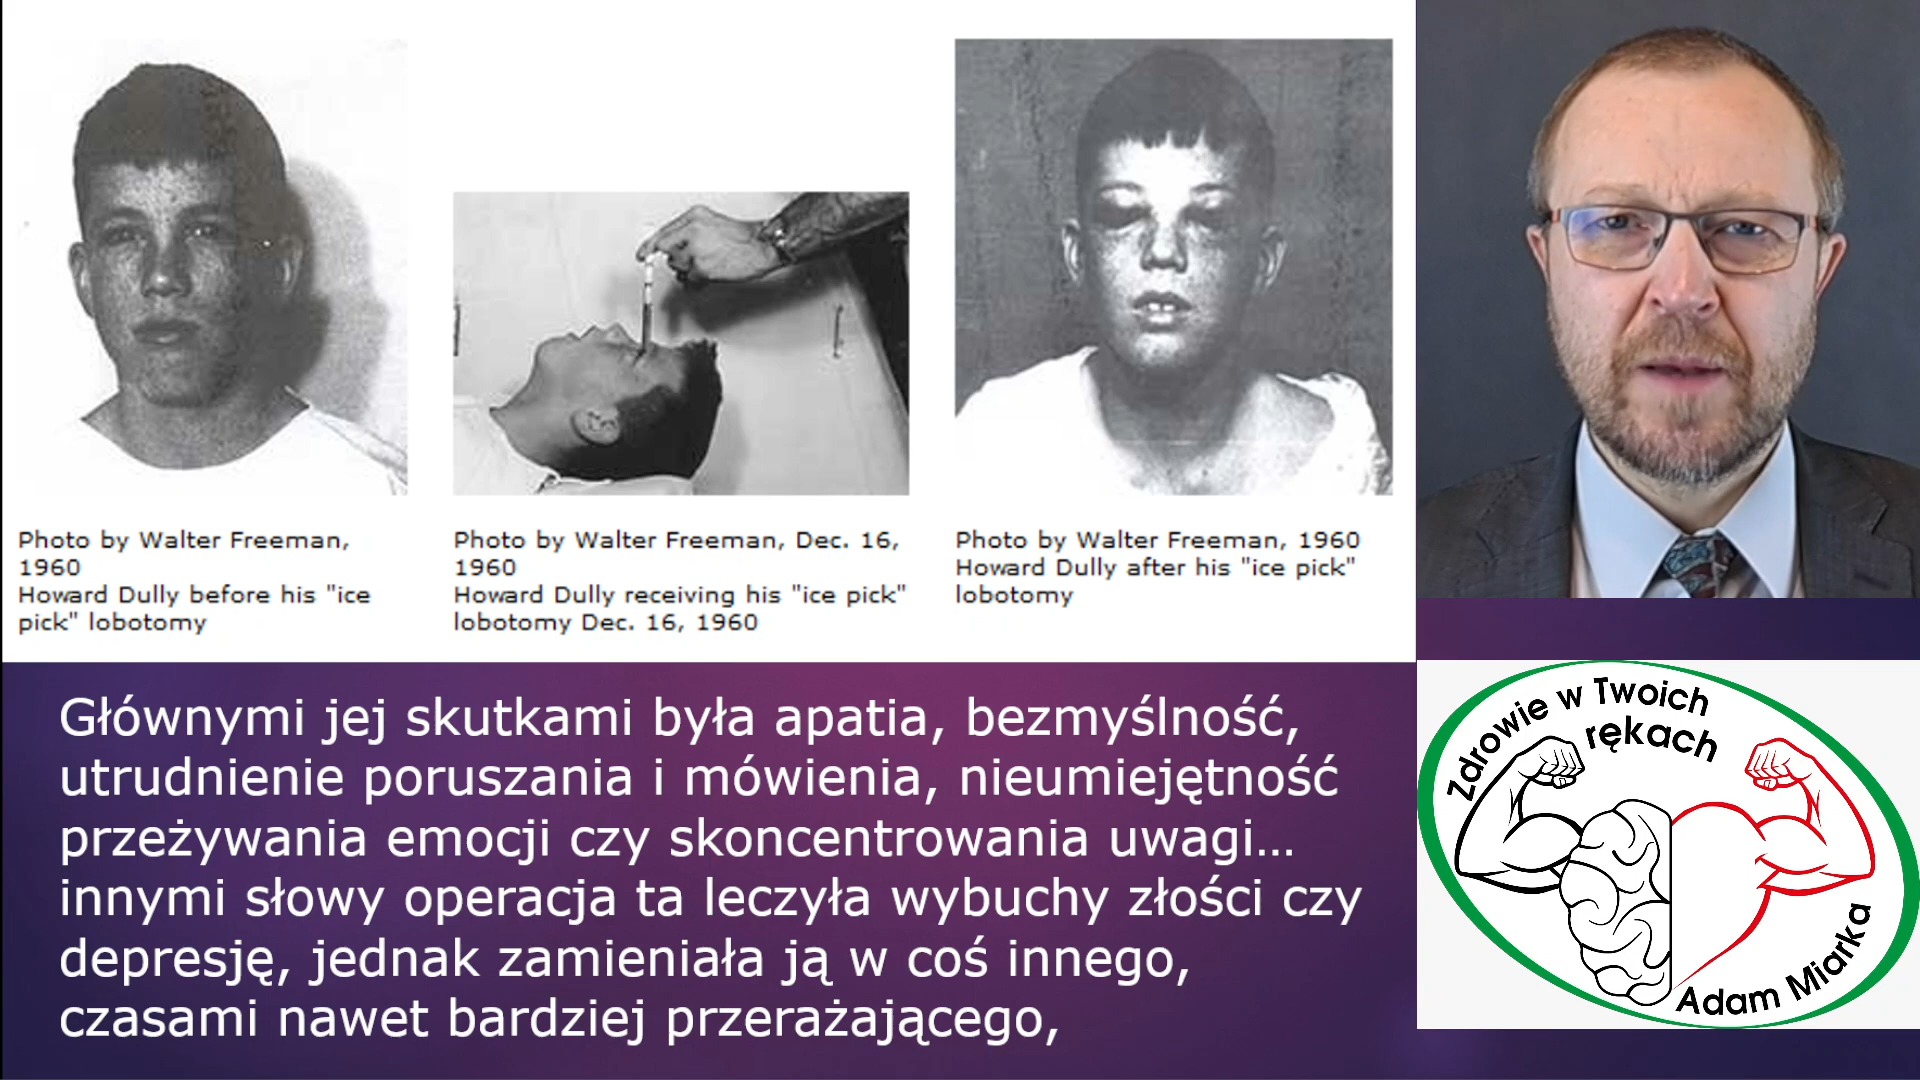 Photo by Walter Freeman,
1960
Howard Dully before his "ice
pick" lobotomy
Photo by Walter Freeman, Dec. 16,
1960
Howard Dully receiving his "ice pick"
lobotomy Dec. 16, 1960
Photo by Walter Freeman, 1960
Howard Dully after his "ice pick"
lobotomy
Głównymi jej skutkami była apatia, bezmyślność,
utrudnienie poruszania i mówienia, nieumiejętność
przeżywania emocji czy skoncentrowania uwagi...
innymi słowy operacja ta leczyła wybuchy złości czy
depresję, jednak zamieniała ją w coś innego,
czasami nawet bardziej przerażającego,
Zdrowie w Twoich
rękach
Adam Miarka